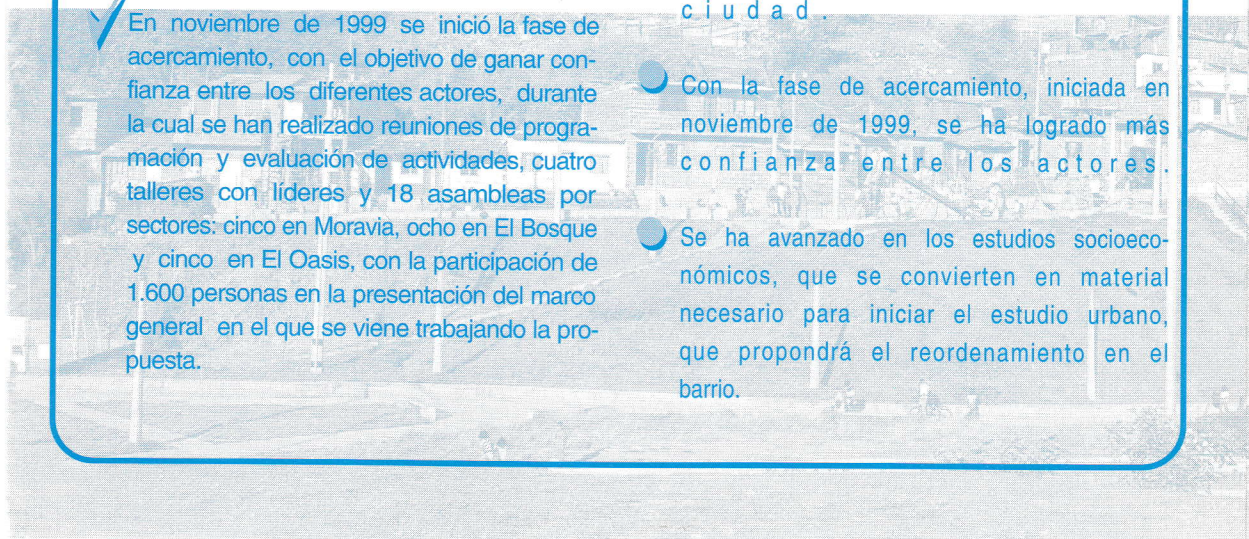 En noviembre de 1999 se inició la fase de
acercamiento, con el objetivo de ganar con-
fianza entre los diferentes actores, durante
la cual se han realizado reuniones de progra-
mación y evaluación de actividades, cuatro
talleres con líderes y 18 asambleas por
sectores: cinco en Moravia, ocho en El Bosque
y cinco en El Oasis, con la participación de
1.600 personas en la presentación del marco
general en el que se viene trabajando la pro-
puesta.
ciudad.
Con la fase de acercamiento, iniciada en
noviembre de 1999, se ha logrado más
confianza entre los actores.
Se ha avanzado en los estudios socioeco-
nómicos, que se convierten en material
necesario para iniciar el estudio urbano,
que propondrá el reordenamiento en el
barrio.